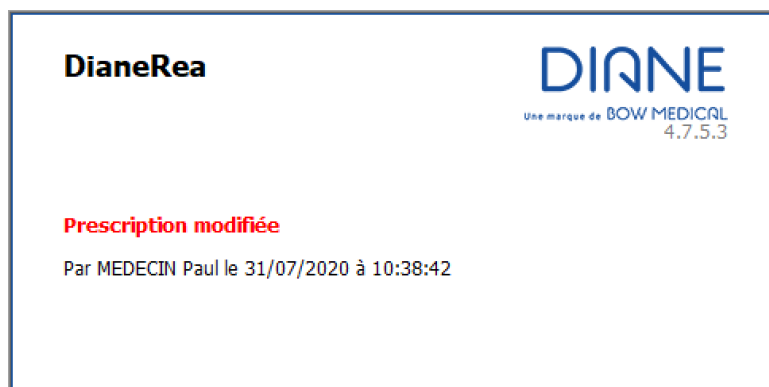 DianeRea
DIANE
Une marque de BOW MEDICAL
4.7.5.3
Prescription modifiée
Par MEDECIN Paul le 31/07/2020 à 10:38:42